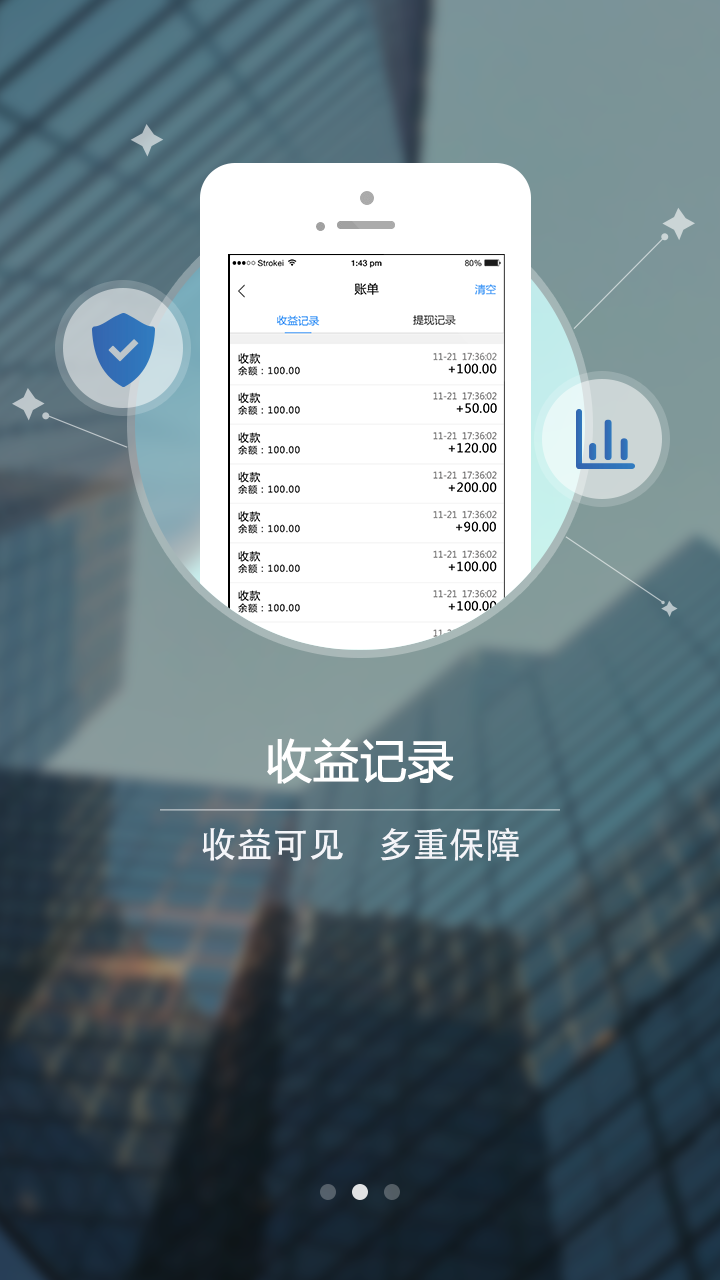 Strokei 1:43 pm 80%
账单 清空
收益记录 提现记录
收款 11-21 17:36:02
余额：100.00 +100.00
收款 11-21 17:36:02
余额：100.00 +50.00
收款 11-21 17:36:02
余额：100.00 +120.00
收款 11-21 17:36:02
余额：100.00 +200.00
收款 11-21 17:36:02
余额：100.00 +90.00
收款 11-21 17:36:02
余额：100.00 +100.00
收款 11-21 17:36:02
余额：100.00 +100.00
收益记录
收益可见 多重保障